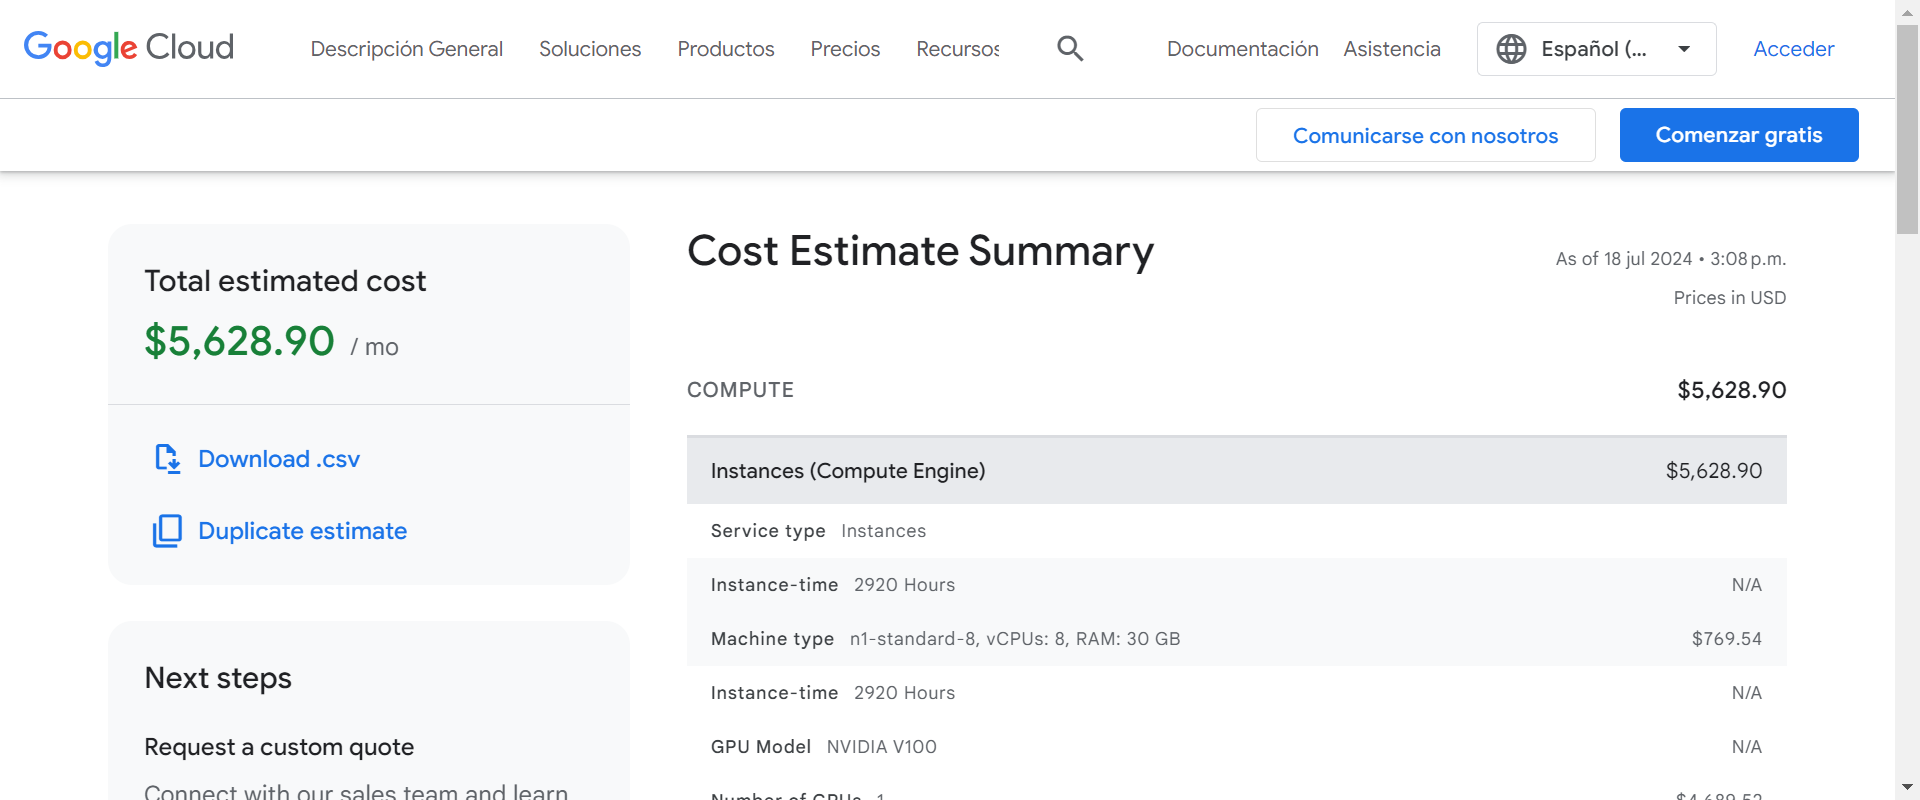 Google Cloud
Descripción General
Soluciones
Productos
Precios
Recursos
Documentación
Asistencia
Español (...
Acceder
Comunicarse con nosotros
Comenzar gratis
Total estimated cost
$5,628.90 / mo
Download .csv
Duplicate estimate
Next steps
Request a custom quote
Connect with our sales team and learn
Cost Estimate Summary
As of 18 jul 2024 • 3:08 p.m.
Prices in USD
COMPUTE $5,628.90
Instances (Compute Engine) $5,628.90
Service type Instances
Instance-time 2920 Hours N/A
Machine type n1-standard-8, vCPUs: 8, RAM: 30 GB $769.54
Instance-time 2920 Hours N/A
GPU Model NVIDIA V100 N/A
Number of GPUs 1 $4,689.52